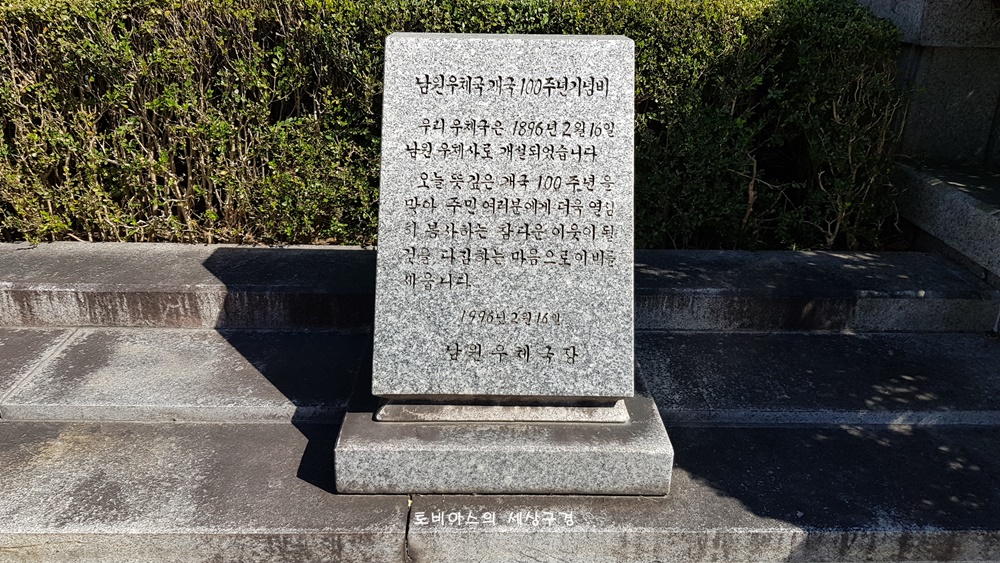 남원우체국 개국 100주년기념비
우리 우체국은 1896년 2월 16일
남원 우체사로 개설되었습니다
오늘 뜻 깊은 개국 100주년을
맞아 주민 여러분에게 더욱 열심
히 봉사하는 참다운 이웃이 될
것을 다짐하는 마음으로 이 비를
세웁니다.
1996년 2월 16일
남원우체국장
토비아스의 세상구경